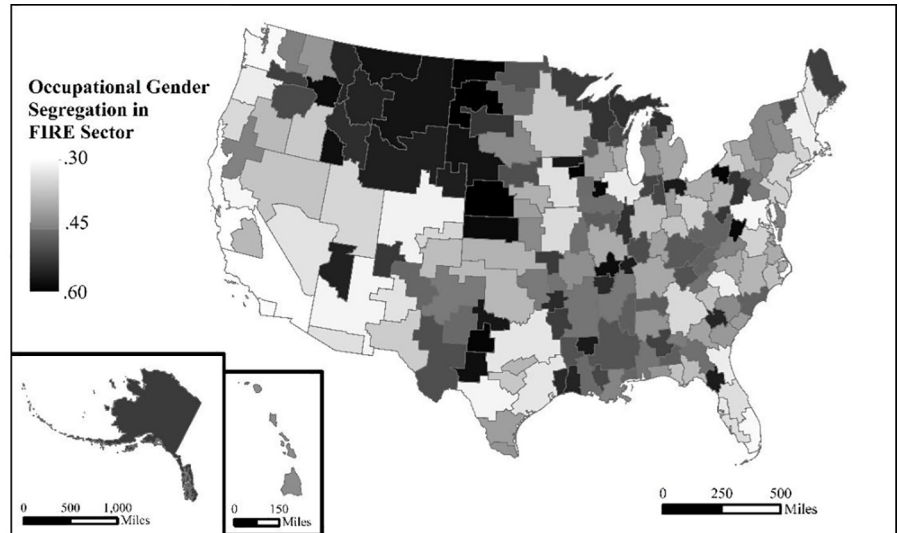 Occupational Gender
Segregation in
FIRE Sector
.30
.45
.60
0 500 1,000
Miles
0 150
Miles
0 250 500
Miles